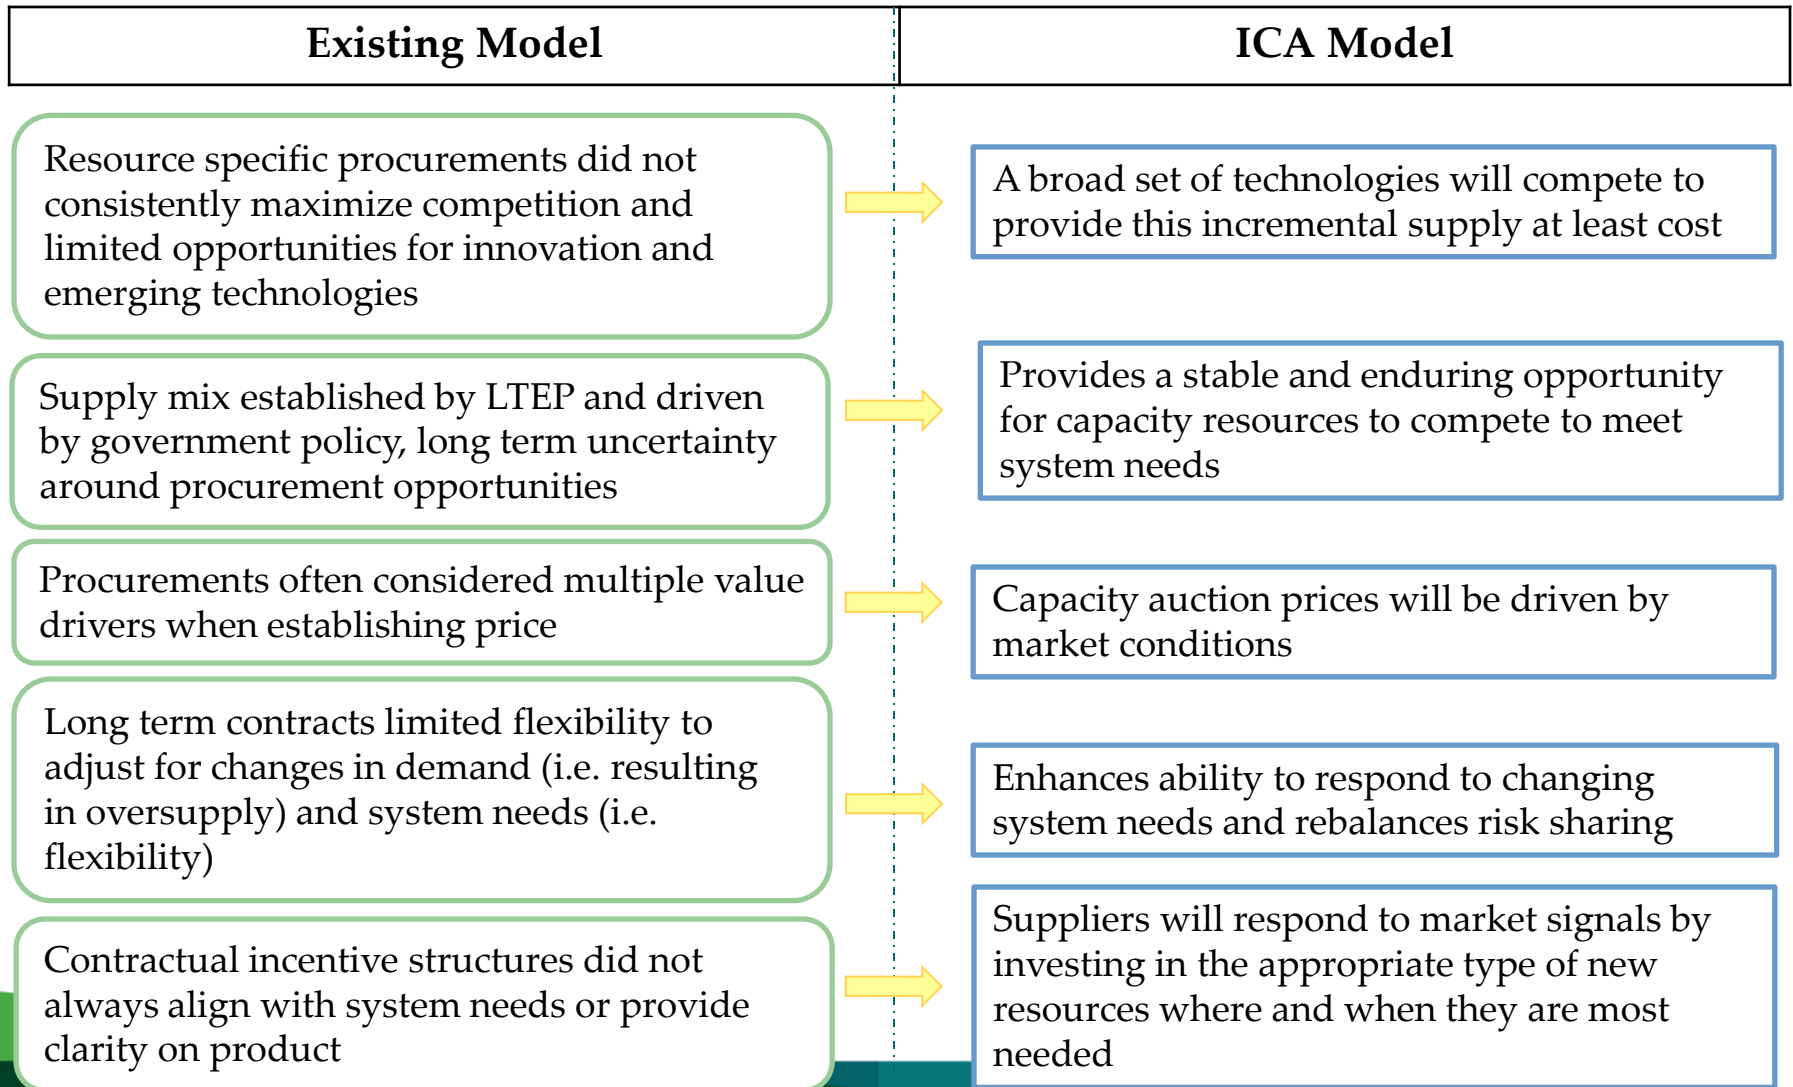 Existing Model
ICA Model
Resource specific procurements did not
consistently maximize competition and
limited opportunities for innovation and
emerging technologies
A broad set of technologies will compete to
provide this incremental supply at least cost
Supply mix established by LTEP and driven
by government policy, long term uncertainty
around procurement opportunities
Provides a stable and enduring opportunity
for capacity resources to compete to meet
system needs
Procurements often considered multiple value
drivers when establishing price
Capacity auction prices will be driven by
market conditions
Long term contracts limited flexibility to
adjust for changes in demand (i.e. resulting
in oversupply) and system needs (i.e.
flexibility)
Enhances ability to respond to changing
system needs and rebalances risk sharing
Contractual incentive structures did not
always align with system needs or provide
clarity on product
Suppliers will respond to market signals by
investing in the appropriate type of new
resources where and when they are most
needed